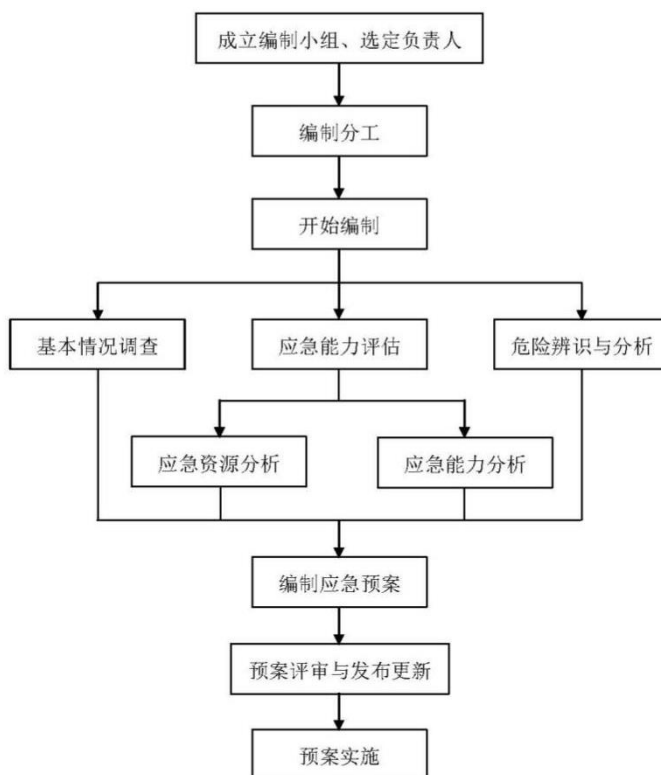 成立编制小组、选定负责人
编制分工
开始编制
基本情况调查
应急能力评估
危险辨识与分析
应急资源分析
应急能力分析
编制应急预案
预案评审与发布更新
预案实施